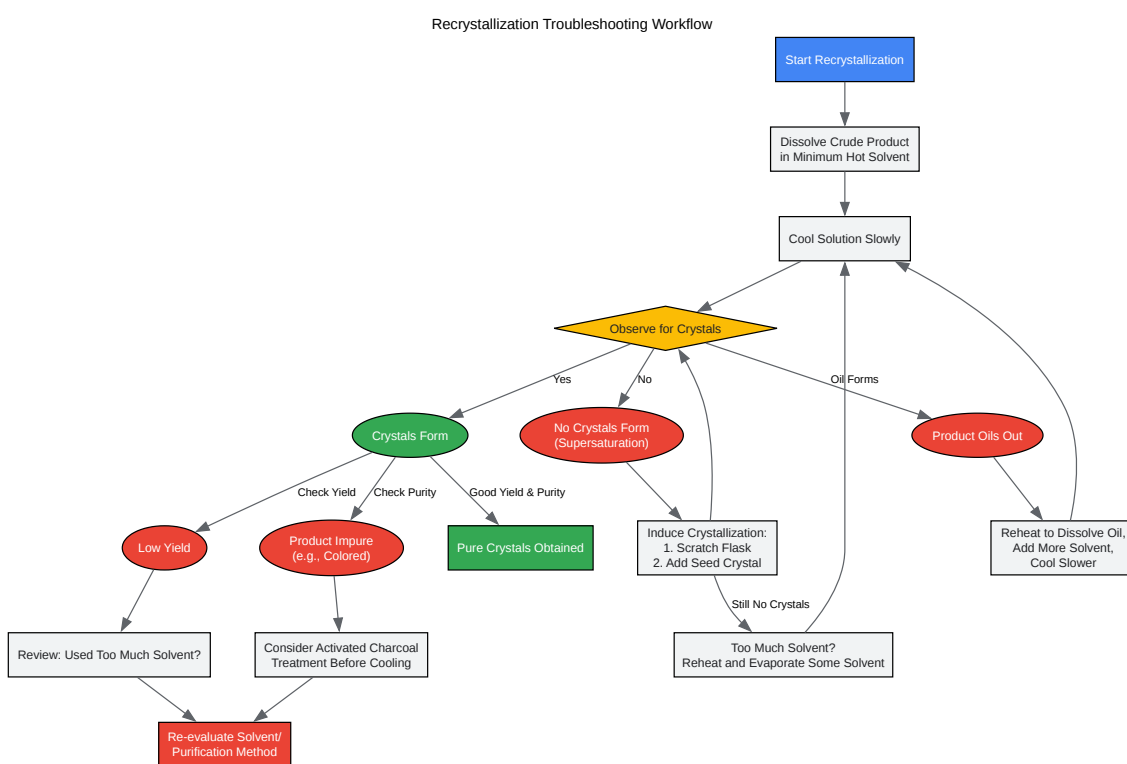 Recrystallization Troubleshooting Workflow
Start Recrystallization
Dissolve Crude Product
in Minimum Hot Solvent
Cool Solution Slowly
Observe for Crystals
Yes
No
Oil Forms
Crystals Form
No Crystals Form
(Supersaturation)
Product Oils Out
Check Yield
Check Purity
Good Yield & Purity
Low Yield
Product Impure
(e.g., Colored)
Pure Crystals Obtained
Induce Crystallization:
1. Scratch Flask
2. Add Seed Crystal
Reheat to Dissolve Oil,
Add More Solvent,
Cool Slower
Still No Crystals
Review: Used Too Much Solvent?
Consider Activated Charcoal
Treatment Before Cooling
Too Much Solvent?
Reheat and Evaporate Some Solvent
Re-evaluate Solvent/
Purification Method